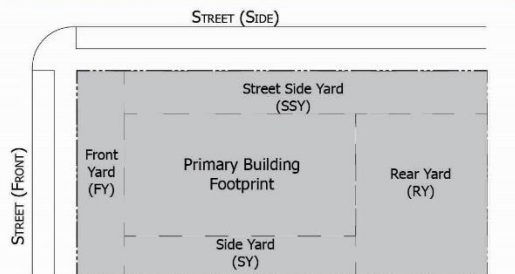 STREET (SIDE)
Street Side Yard
(SSY)
Front
Yard
(FY)
Primary Building
Footprint
Rear Yard
(RY)
STREET (FRONT)
Side Yard
(SY)